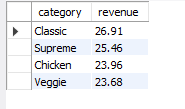 category revenue
Classic 26.91
Supreme 25.46
Chicken 23.96
Veggie 23.68